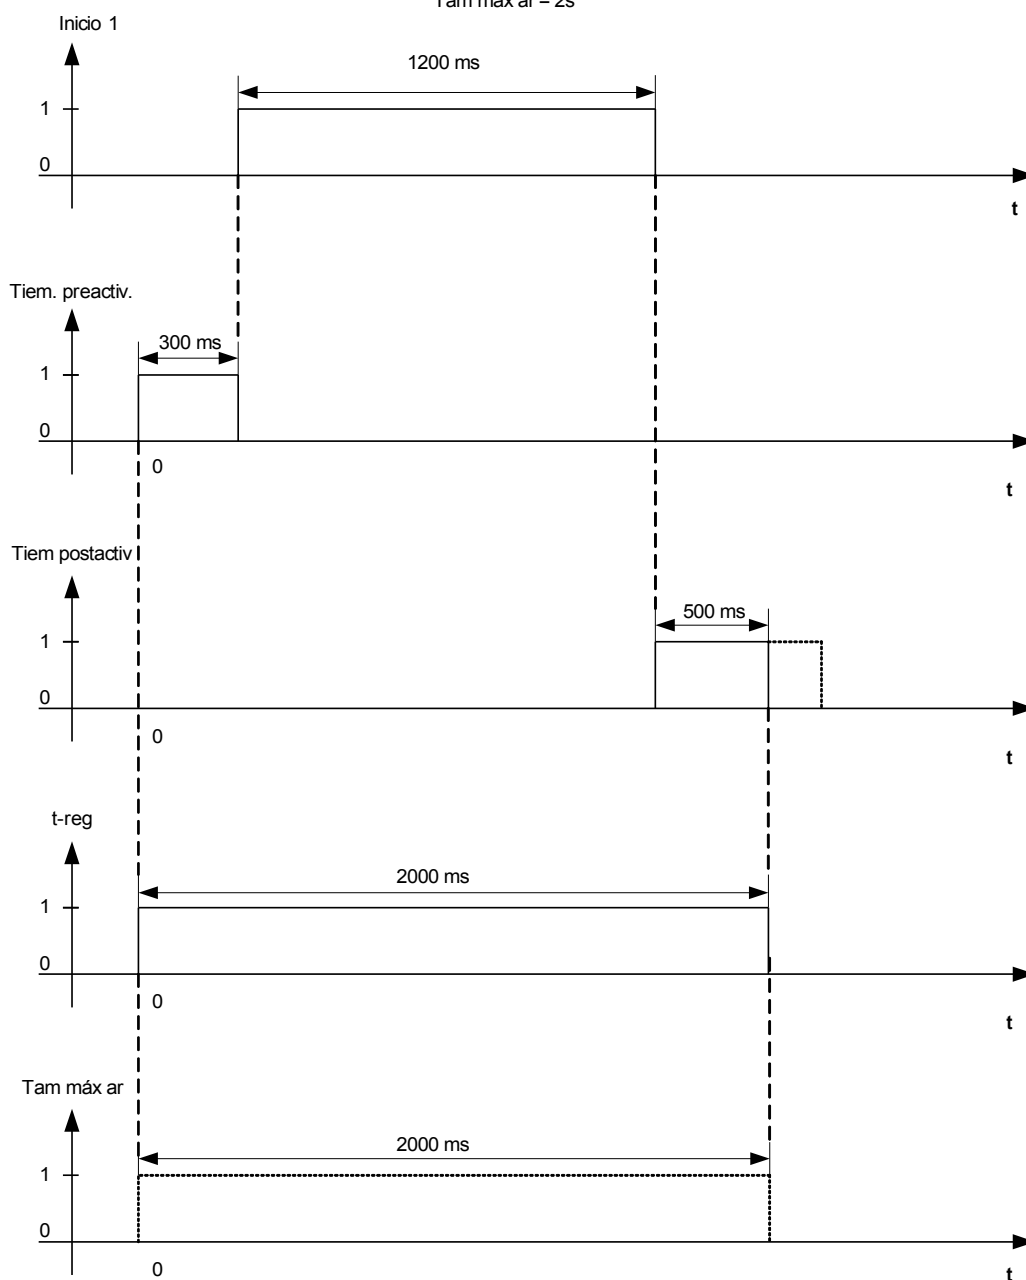 Tam máx ar = 2s
Inicio 1
1200 ms
1
0
t
Tiem. preactiv.
300 ms
1
0
0
t
Tiem postactiv
500 ms
1
0
0
t
t-reg
2000 ms
1
0
0
t
Tam máx ar
2000 ms
1
0
0
t